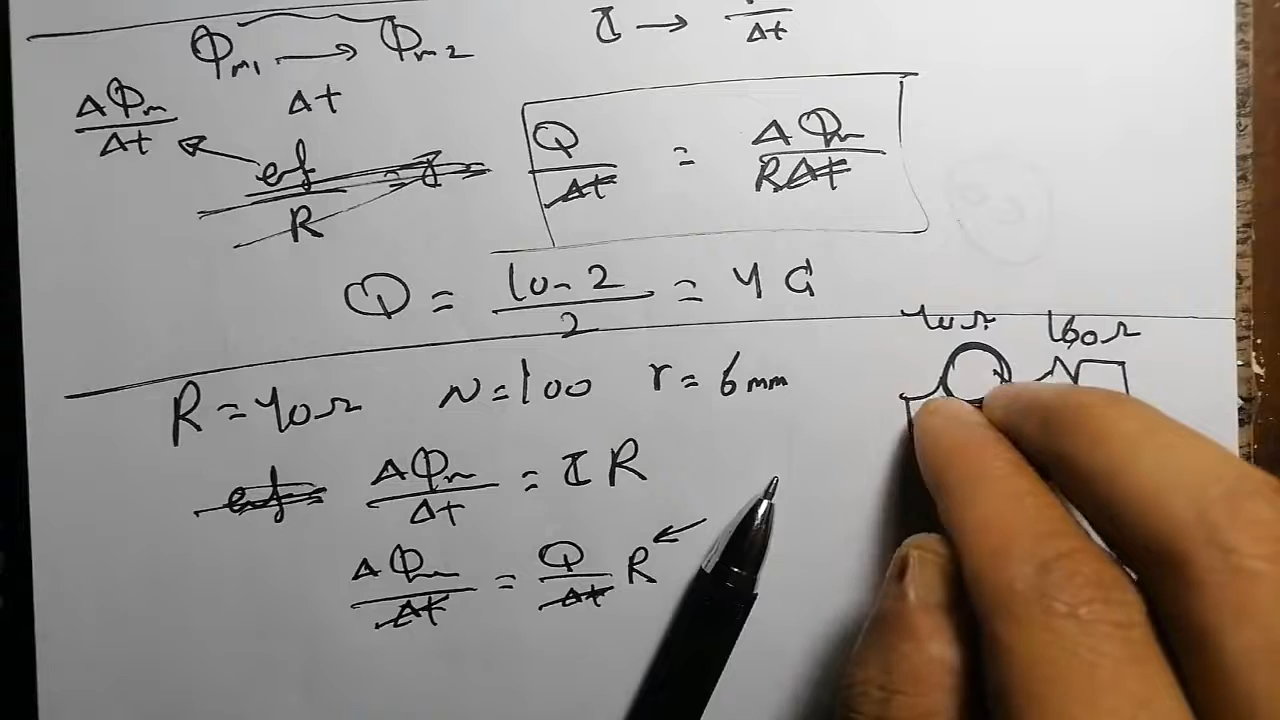 Φm1 → Φm2
I → /Δt
ΔΦm/Δt
Δt
emf/R = I =
Q/Δt = ΔΦm/RΔt
Q = 10-2/2 = 4 C
40Ω 160Ω
R = 40Ω N = 100 r = 6mm
emf = ΔΦm/Δt = I R
ΔΦm/Δt = Q/Δt R